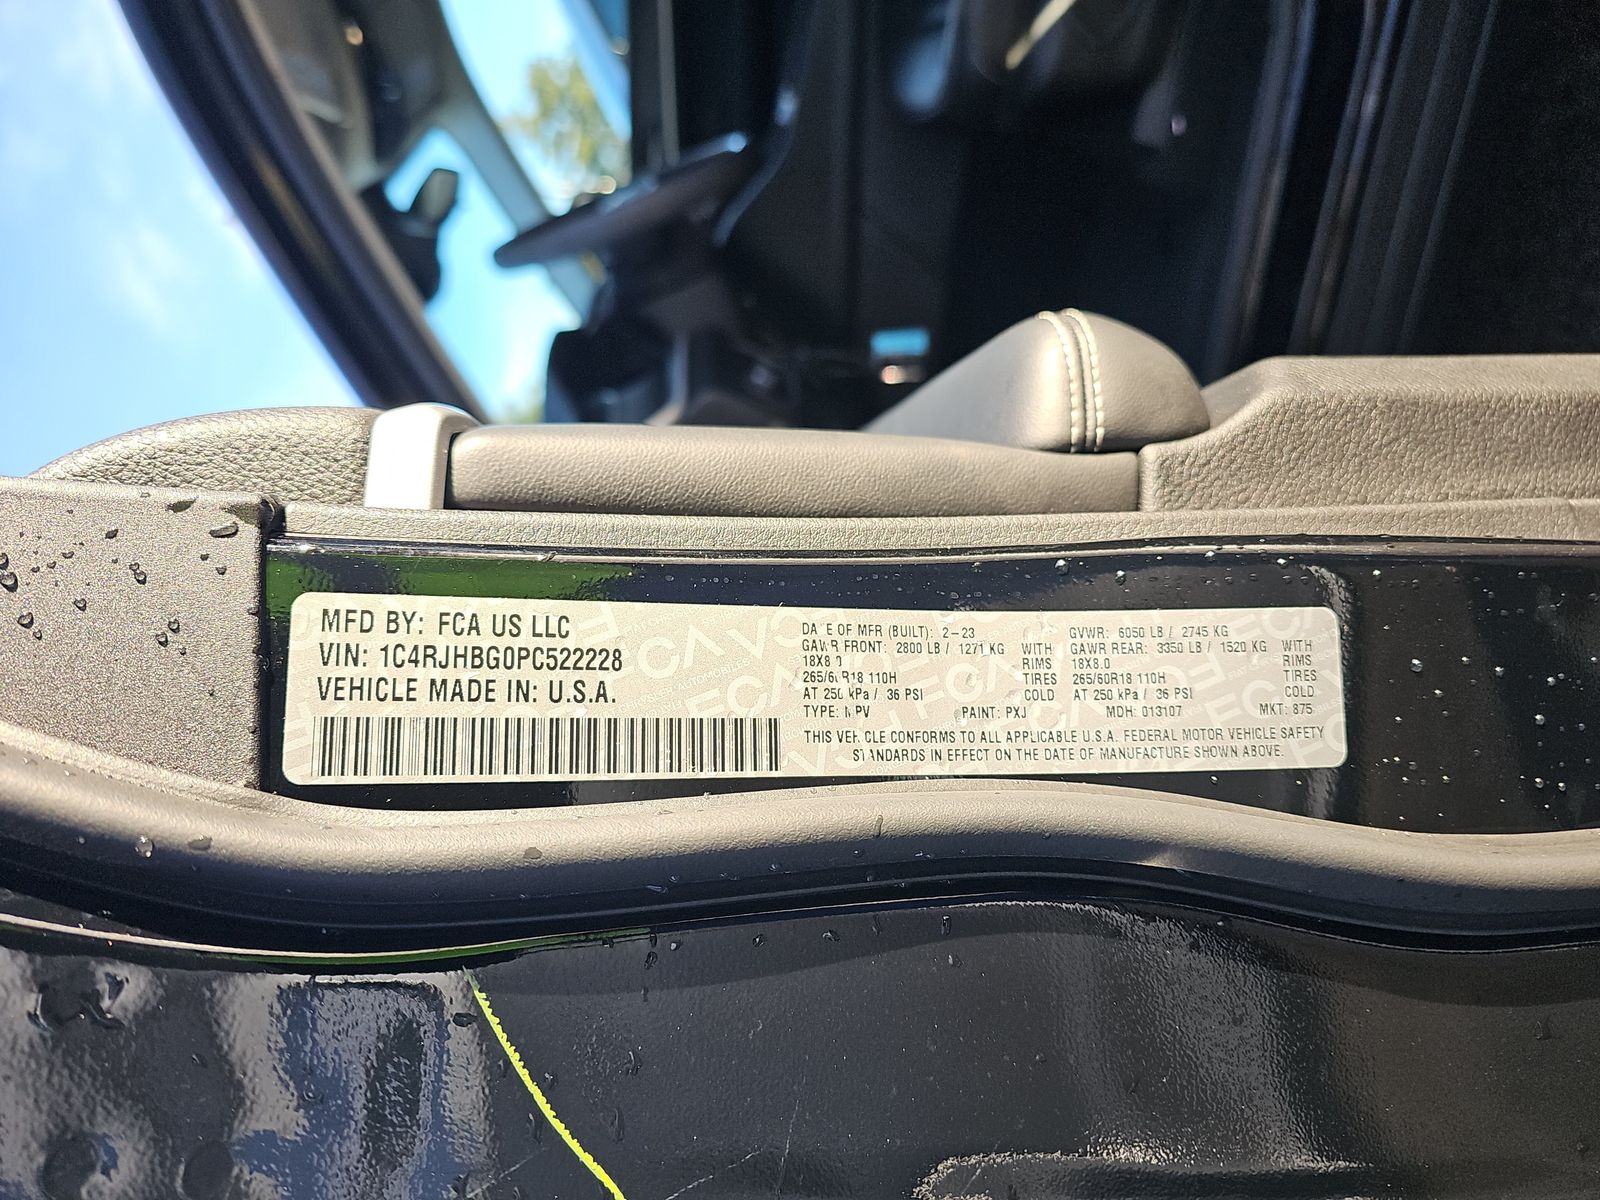 MFD BY: FCA US LLC
VIN: 1C4RJHBG0PC522228
VEHICLE MADE IN: U.S.A.
DATE OF MFR (BUILT): 2-23 GVWR: 6050 LB / 2745 KG
GAWR FRONT: 2800 LB / 1271 KG WITH GAWR REAR: 3350 LB / 1520 KG WITH
18X8.0 RIMS 18X8.0 RIMS
265/60R18 110H TIRES 265/60R18 110H TIRES
AT 250 kPa / 36 PSI COLD AT 250 kPa / 36 PSI COLD
TYPE: MPV PAINT: PXJ MDH: 013107 MKT: 875
THIS VEHICLE CONFORMS TO ALL APPLICABLE U.S.A. FEDERAL MOTOR VEHICLE SAFETY
STANDARDS IN EFFECT ON THE DATE OF MANUFACTURE SHOWN ABOVE.